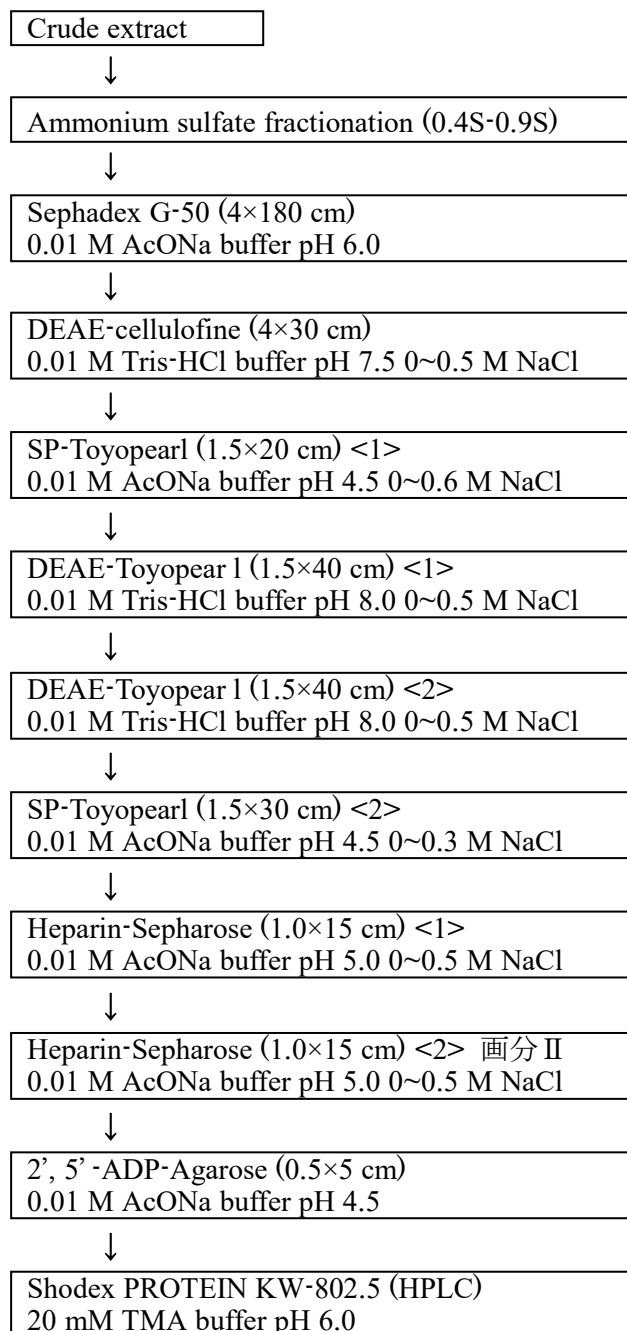 Crude extract
↓
Ammonium sulfate fractionation (0.4S-0.9S)
↓
Sephadex G-50 (4×180 cm)
0.01 M AcONa buffer pH 6.0
↓
DEAE-cellulofine (4×30 cm)
0.01 M Tris-HCl buffer pH 7.5 0~0.5 M NaCl
↓
SP-Toyopearl (1.5×20 cm) <1>
0.01 M AcONa buffer pH 4.5 0~0.6 M NaCl
↓
DEAE-Toyopear l (1.5×40 cm) <1>
0.01 M Tris-HCl buffer pH 8.0 0~0.5 M NaCl
↓
DEAE-Toyopear l (1.5×40 cm) <2>
0.01 M Tris-HCl buffer pH 8.0 0~0.5 M NaCl
↓
SP-Toyopearl (1.5×30 cm) <2>
0.01 M AcONa buffer pH 4.5 0~0.3 M NaCl
↓
Heparin-Sepharose (1.0×15 cm) <1>
0.01 M AcONa buffer pH 5.0 0~0.5 M NaCl
↓
Heparin-Sepharose (1.0×15 cm) <2> 画分Ⅱ
0.01 M AcONa buffer pH 5.0 0~0.5 M NaCl
↓
2’, 5’ -ADP-Agarose (0.5×5 cm)
0.01 M AcONa buffer pH 4.5
↓
Shodex PROTEIN KW-802.5 (HPLC)
20 mM TMA buffer pH 6.0